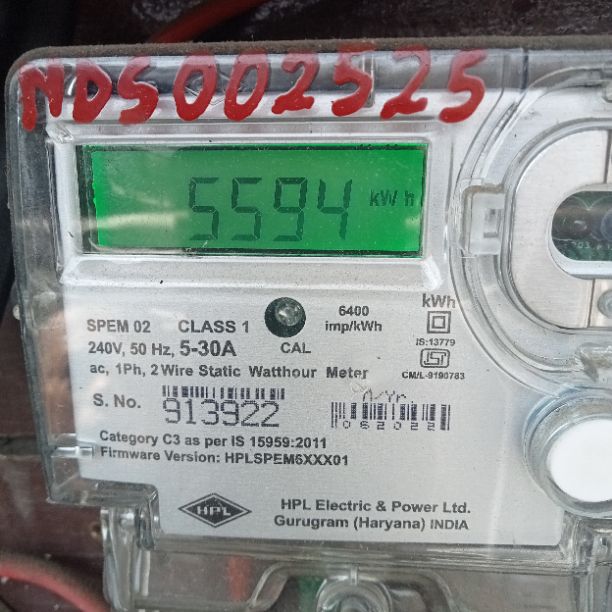 NDS002525
5594 kWh
kWh
6400
imp/kWh
SPEM 02 CLASS 1
240V, 50 Hz, 5-30A CAL
IS:13779
ac, 1Ph, 2 Wire Static Watthour Meter
CM/L-9190783
S. No. 913922
M/Yr.
062022
Category C3 as per IS 15959:2011
Firmware Version: HPLSPEM6XXX01
HPL
HPL Electric & Power Ltd.
Gurugram (Haryana) INDIA